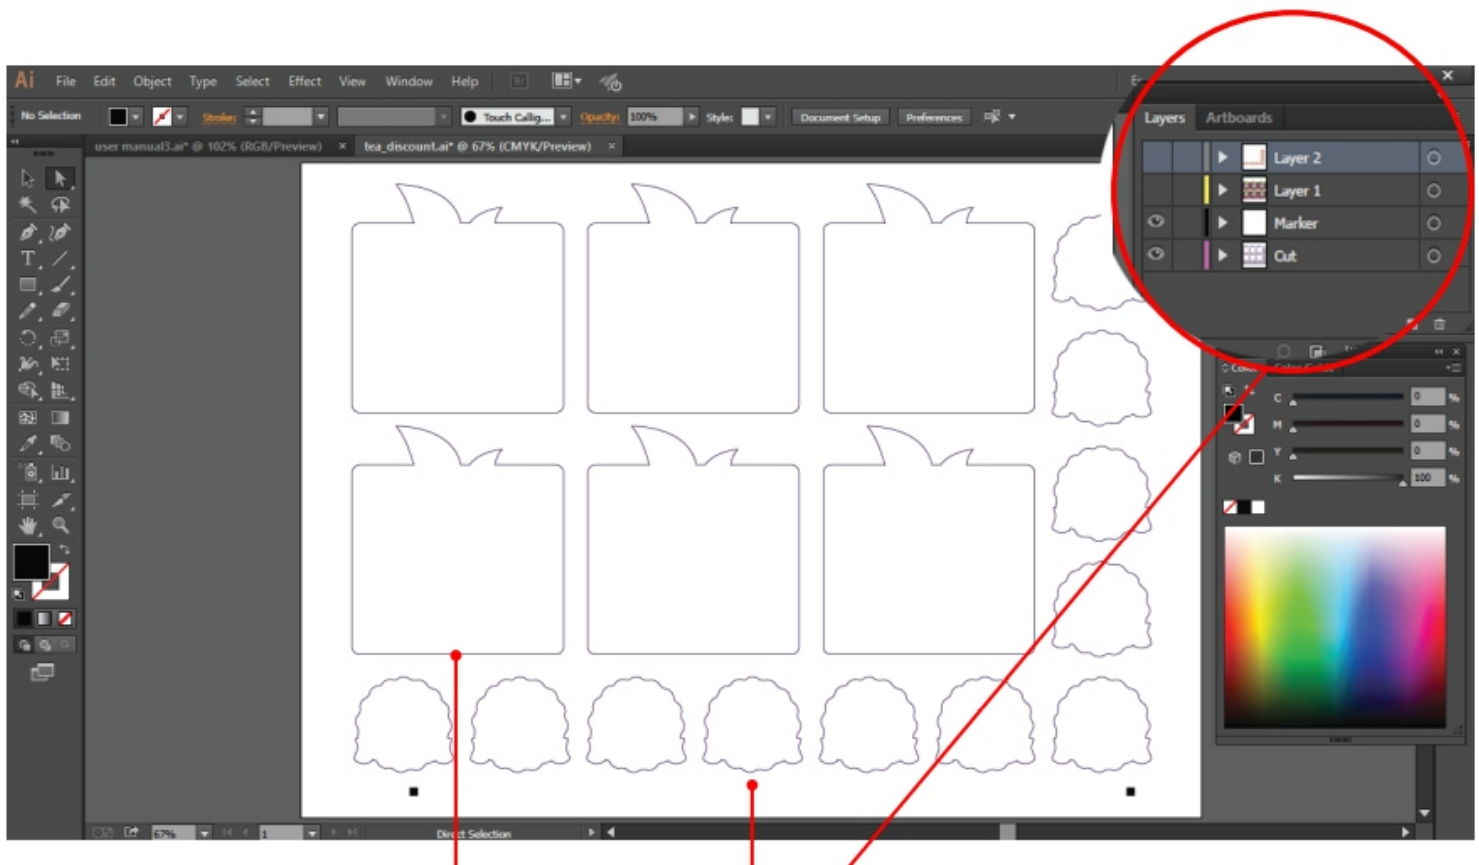 Ai File Edit Object Type Select Effect View Window Help Br
No Selection Stroke: Touch Callig... Opacity: 100% Style: Document Setup Preferences
user manual3.ai* @ 102% (RGB/Preview) × tea_discount.ai* @ 67% (CMYK/Preview) ×
Layers Artboards
Layer 2
Layer 1
Marker
Cut
C 0 %
M 0 %
Y 0 %
K 100 %
67% 1 Direct Selection